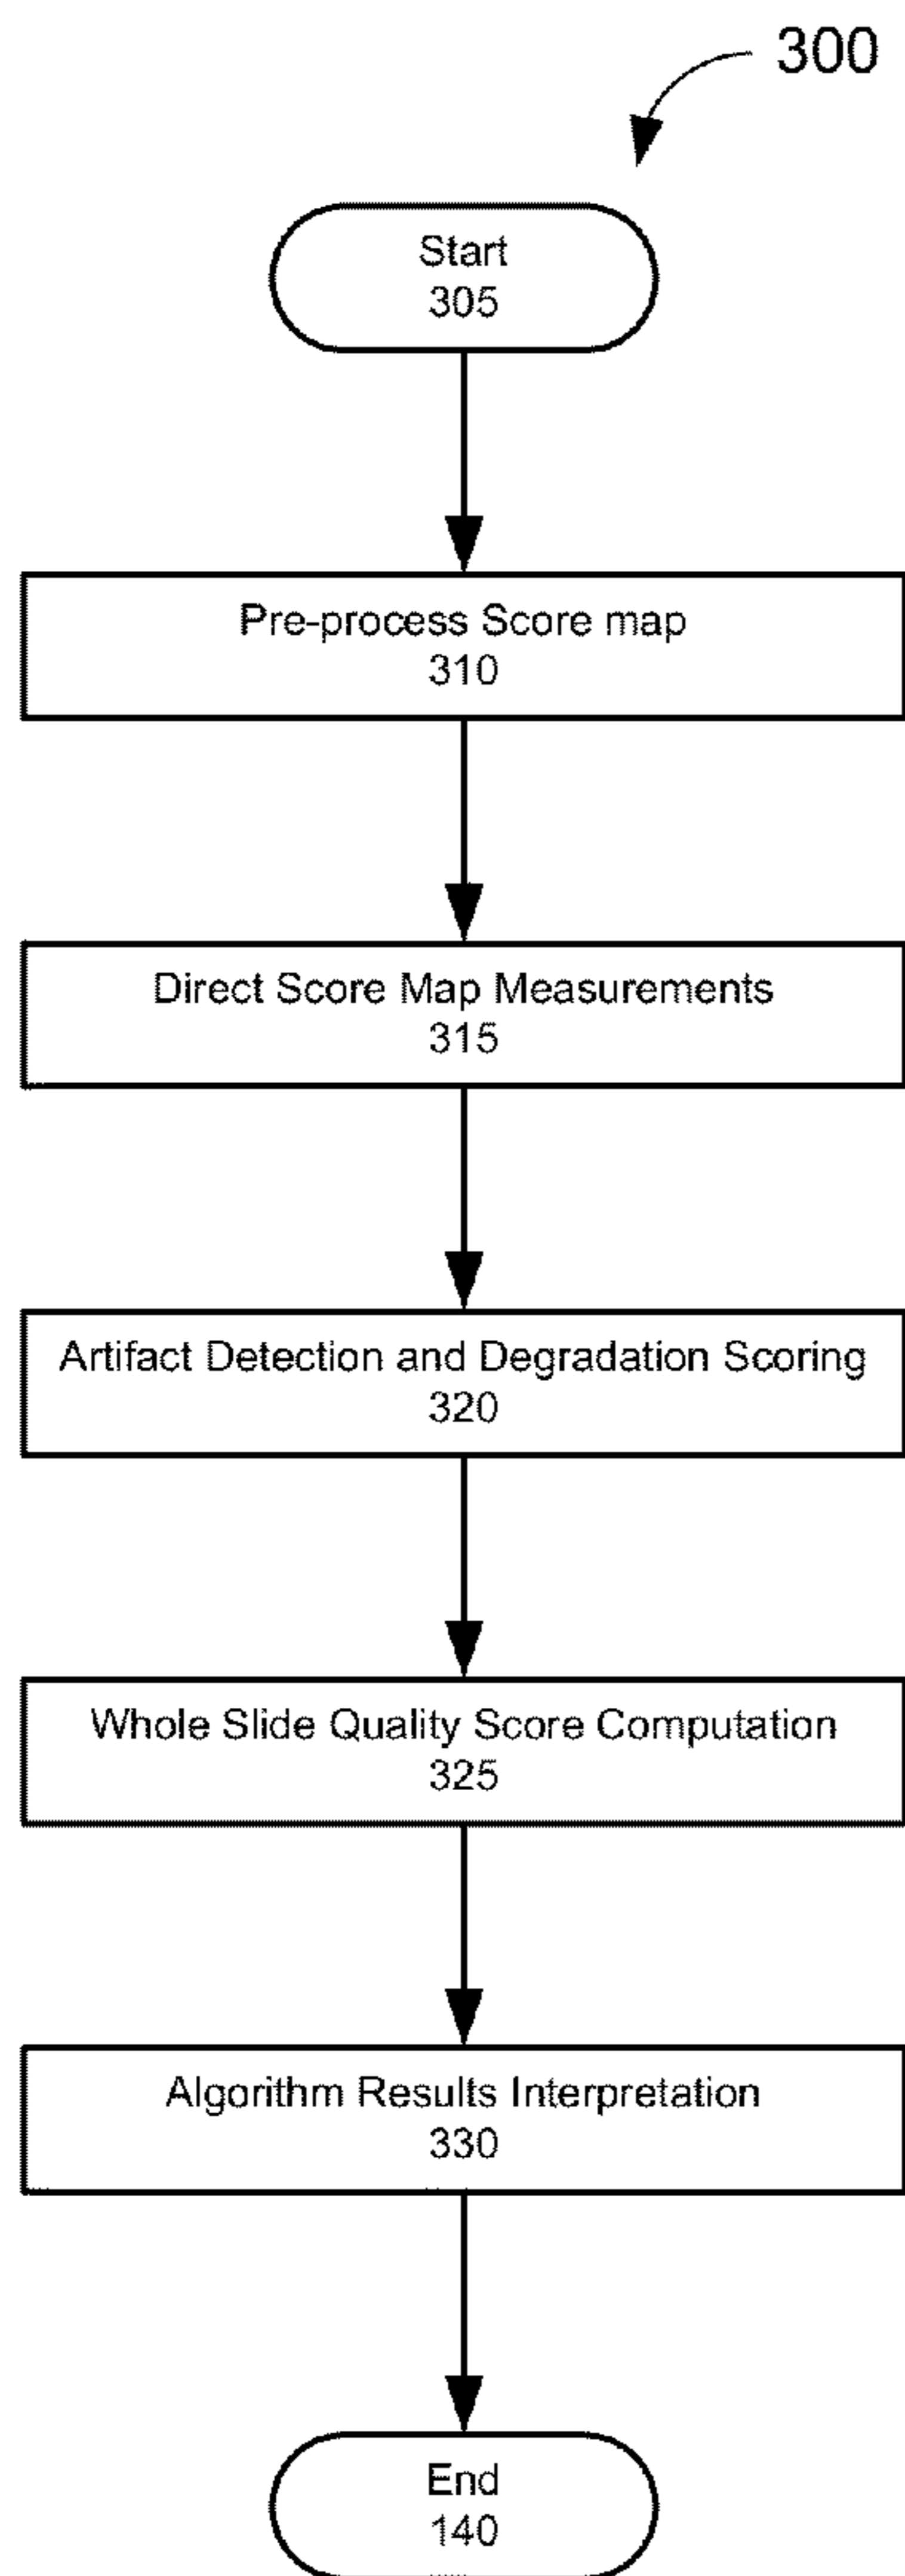 300
Start
305
Pre-process Score map
310
Direct Score Map Measurements
315
Artifact Detection and Degradation Scoring
320
Whole Slide Quality Score Computation
325
Algorithm Results Interpretation
330
End
140